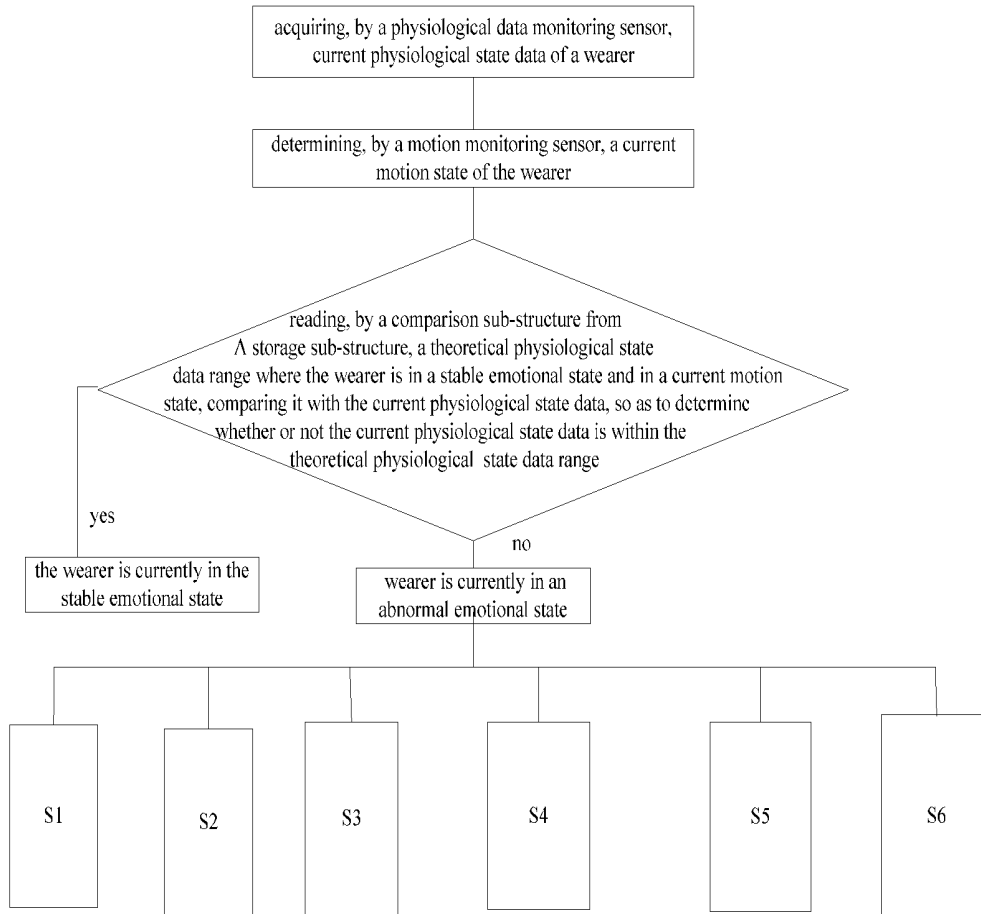 acquiring, by a physiological data monitoring sensor,
current physiological state data of a wearer
determining, by a motion monitoring sensor, a current
motion state of the wearer
reading, by a comparison sub-structure from
A storage sub-structure, a theoretical physiological state
data range where the wearer is in a stable emotional state and in a current motion
state, comparing it with the current physiological state data, so as to determine
whether or not the current physiological state data is within the
theoretical physiological state data range
yes
no
the wearer is currently in the
stable emotional state
wearer is currently in an
abnormal emotional state
S1
S2
S3
S4
S5
S6